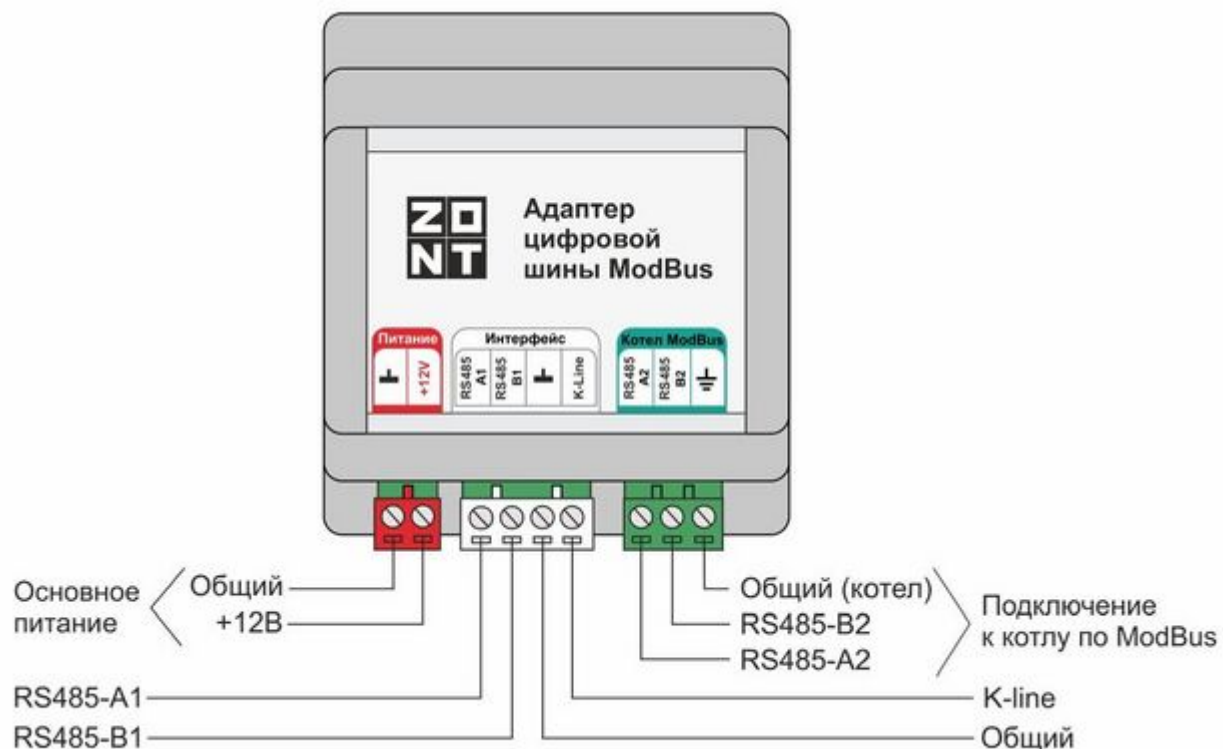 ZONT
Адаптер
цифровой
шины ModBus
Питание
+12V
Интерфейс
RS485
A1
RS485
B1
K-Line
Котел ModBus
RS485
A2
RS485
B2
Основное
питание
Общий
+12В
RS485-A1
RS485-B1
Общий (котел)
RS485-B2
RS485-A2
Подключение
к котлу по ModBus
K-line
Общий